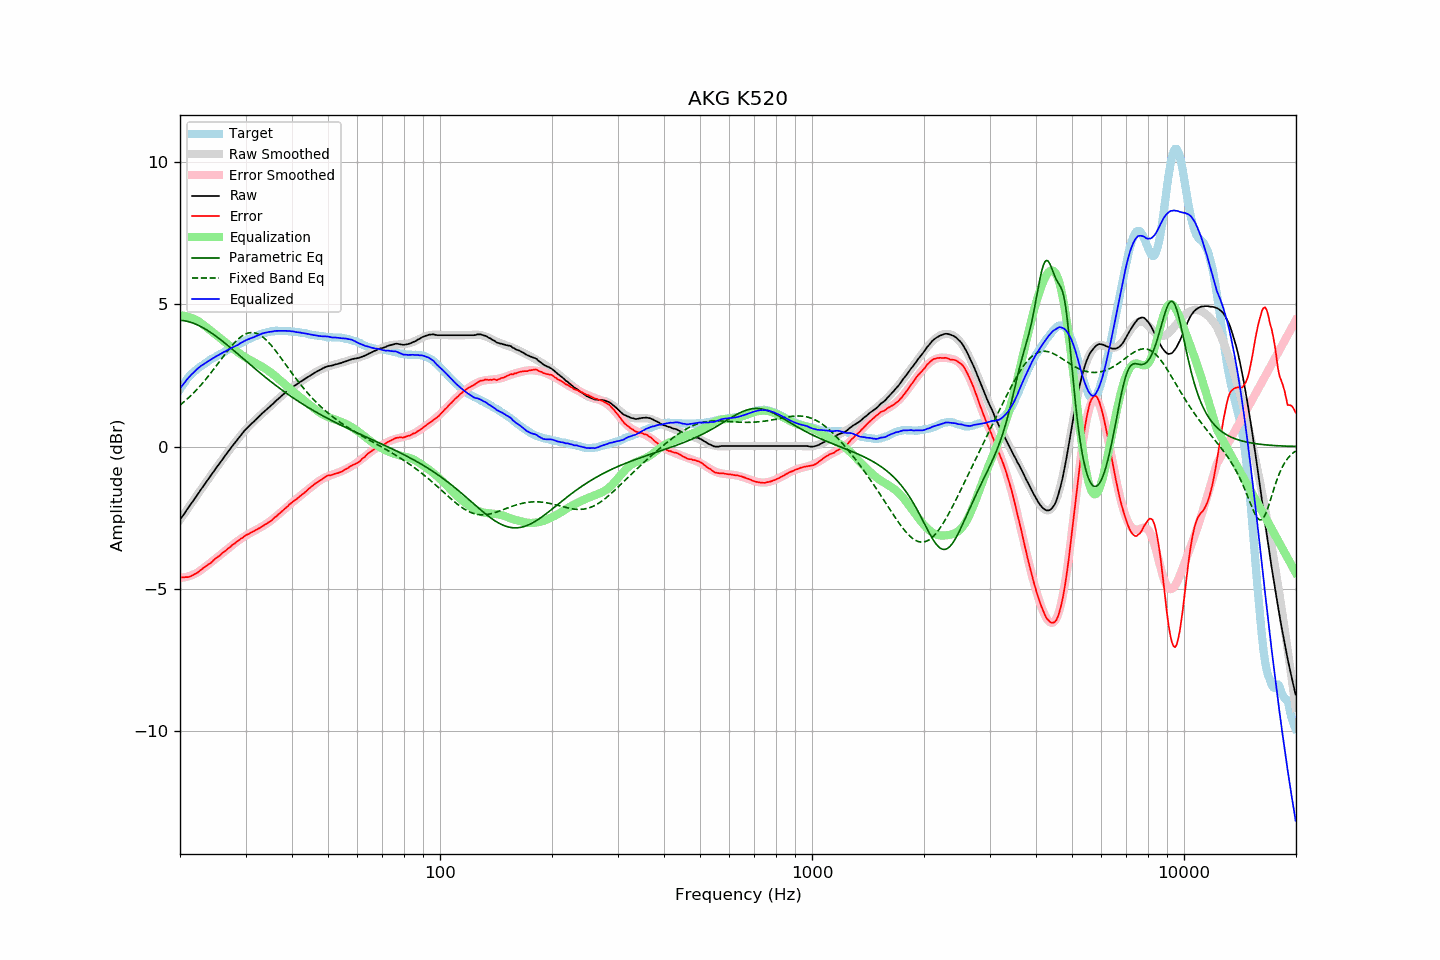 AKG K520
Target
Raw Smoothed
Error Smoothed
Raw
Error
Equalization
Parametric Eq
Fixed Band Eq
Equalized
10
5
0
−5
−10
Amplitude (dBr)
100
1000
10000
Frequency (Hz)